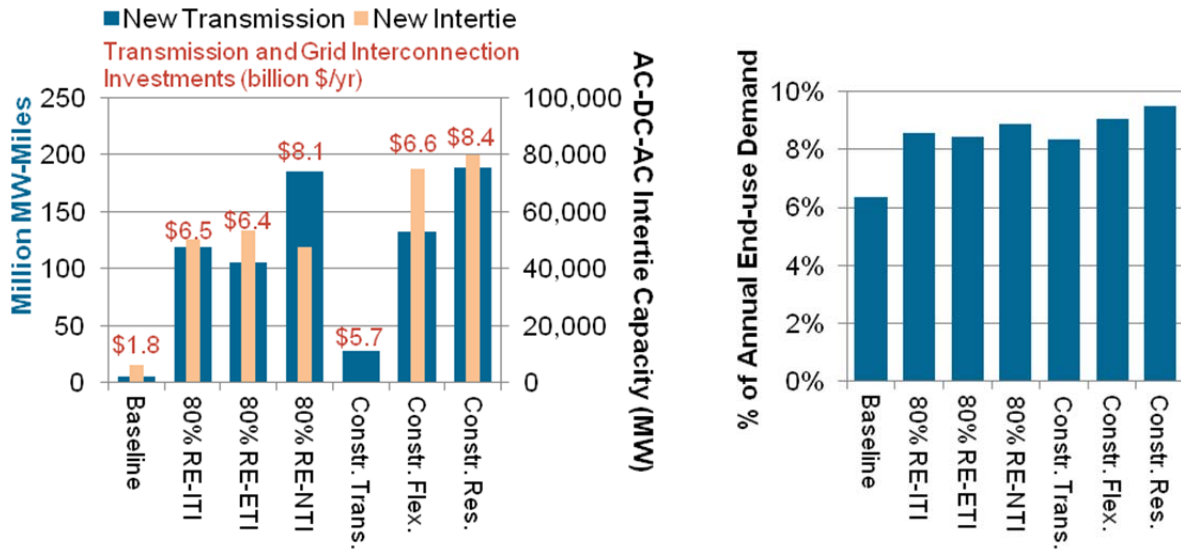 New Transmission New Intertie
Transmission and Grid Interconnection
Investments (billion $/yr)
Million MW-Miles
250
200
150
100
50
0
$1.8
$6.5
$6.4
$8.1
$5.7
$6.6
$8.4
100,000
80,000
60,000
40,000
20,000
0
AC-DC-AC Intertie Capacity (MW)
Baseline
80% RE-ITI
80% RE-ETI
80% RE-NTI
Constr. Trans.
Constr. Flex.
Constr. Res.
% of Annual End-use Demand
10%
8%
6%
4%
2%
0%
Baseline
80% RE-ITI
80% RE-ETI
80% RE-NTI
Constr. Trans.
Constr. Flex.
Constr. Res.